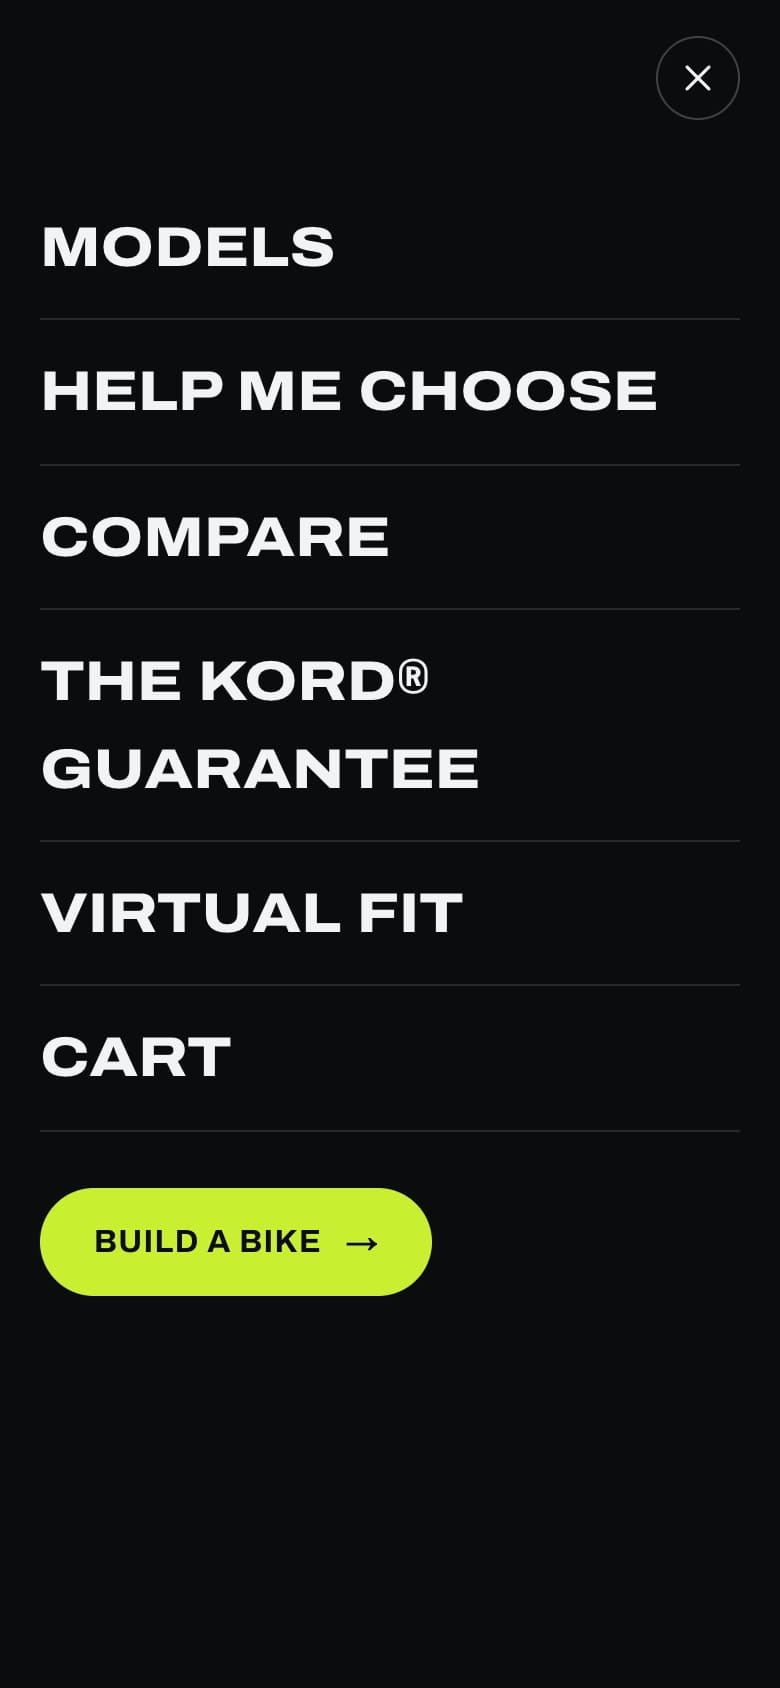 MODELS
HELP ME CHOOSE
COMPARE
THE KORD®
GUARANTEE
VIRTUAL FIT
CART
BUILD A BIKE →